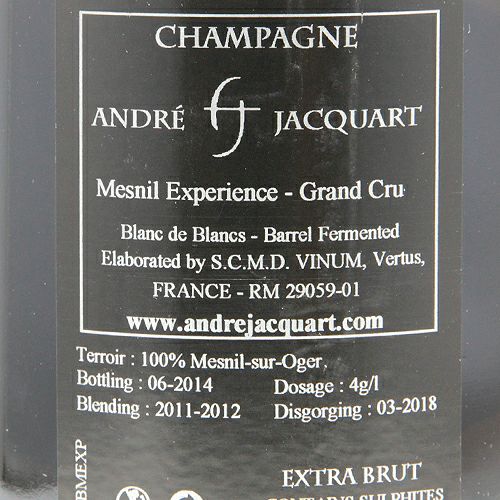 CHAMPAGNE
ANDRÉ JACQUART
Mesnil Experience - Grand Cru
Blanc de Blancs - Barrel Fermented
Elaborated by S.C.M.D. VINUM, Vertus,
FRANCE - RM 29059-01
www.andrejacquart.com
Terroir : 100% Mesnil-sur-Oger
Bottling : 06-2014 Dosage : 4g/l
Blending : 2011-2012 Disgorging : 03-2018
BMEXP
EXTRA BRUT
CONTAINS SULPHITES